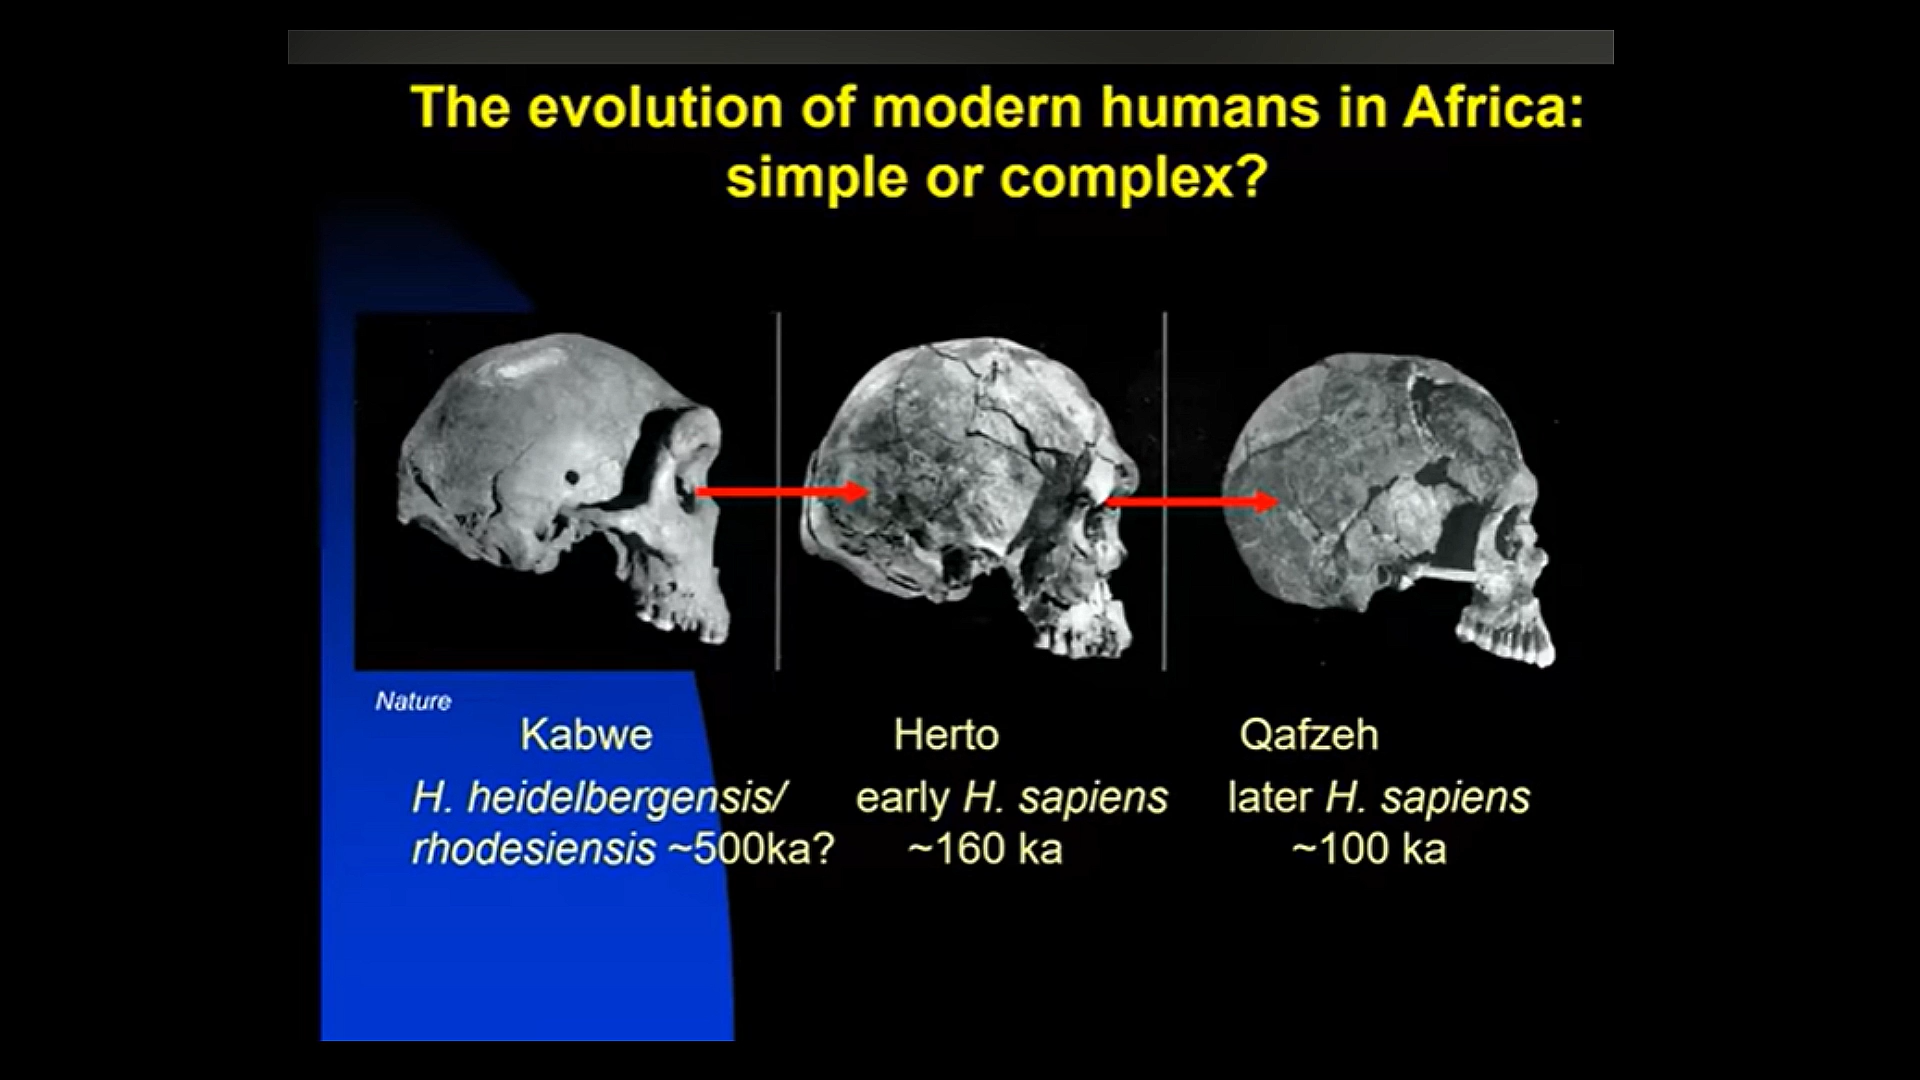 The evolution of modern humans in Africa:
simple or complex?
Nature
Kabwe
Herto
Qafzeh
H. heidelbergensis/
rhodesiensis ~500ka?
early H. sapiens
~160 ka
later H. sapiens
~100 ka